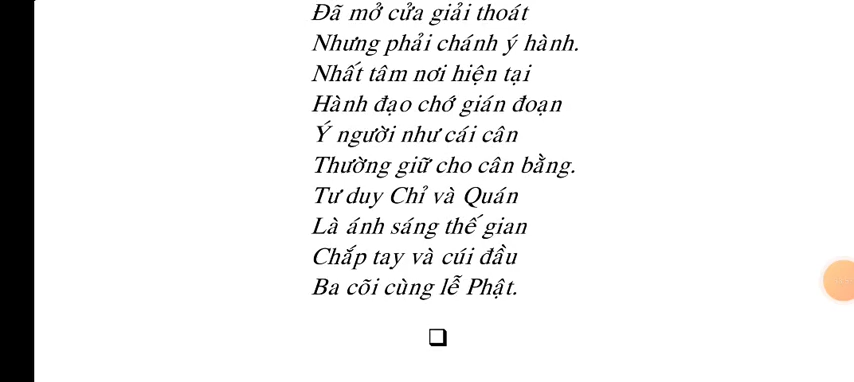 Đã mở cửa giải thoát
Nhưng phải chánh ý hành.
Nhất tâm nơi hiện tại
Hành đạo chớ gián đoạn
Ý người như cái cân
Thường giữ cho cân bằng.
Tư duy Chỉ và Quán
Là ánh sáng thế gian
Chắp tay và cúi đầu
Ba cõi cùng lễ Phật.